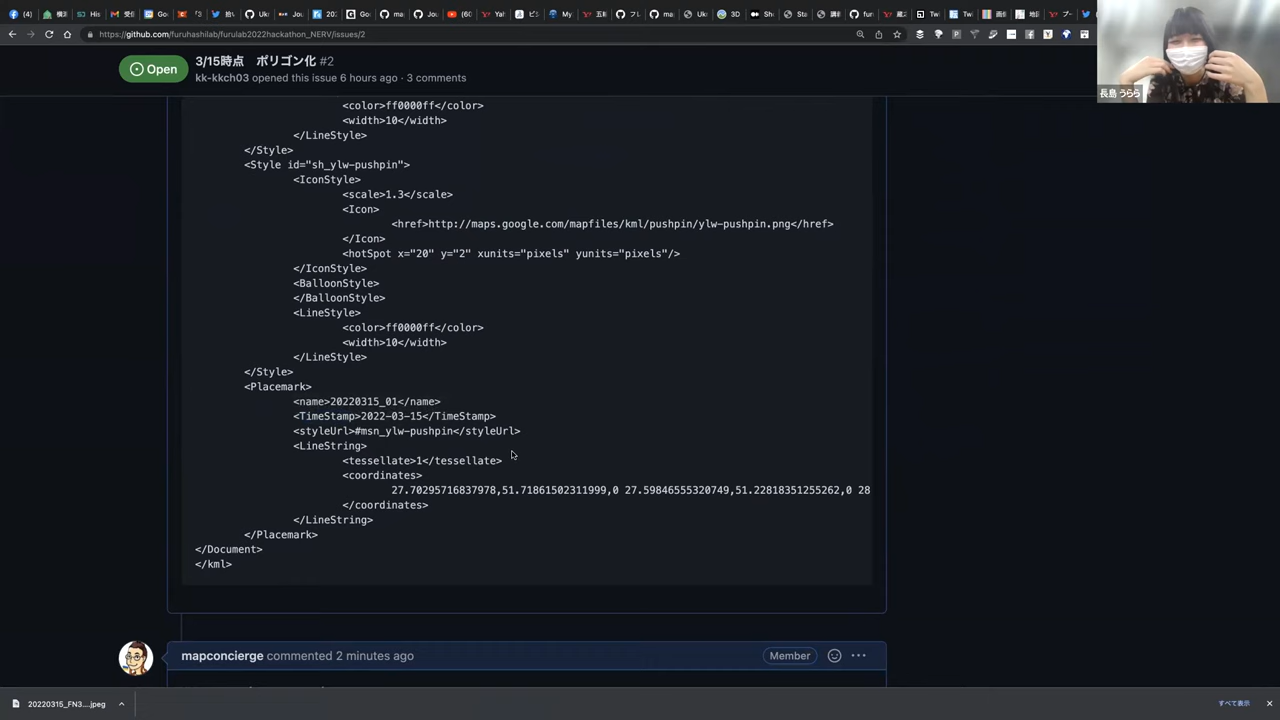 https://github.com/furuhashilab/furulab2022hackathon_NERV/issues/2
長島 うらら
Open
3/15時点 ポリゴン化 #2
kk-kkch03 opened this issue 6 hours ago · 3 comments
<color>ff0000ff</color>
<width>10</width>
</LineStyle>
</Style>
<Style id="sh_ylw-pushpin">
<IconStyle>
<scale>1.3</scale>
<Icon>
<href>http://maps.google.com/mapfiles/kml/pushpin/ylw-pushpin.png</href>
</Icon>
<hotSpot x="20" y="2" xunits="pixels" yunits="pixels"/>
</IconStyle>
<BalloonStyle>
</BalloonStyle>
<LineStyle>
<color>ff0000ff</color>
<width>10</width>
</LineStyle>
</Style>
<Placemark>
<name>20220315_01</name>
<TimeStamp>2022-03-15</TimeStamp>
<styleUrl>#msn_ylw-pushpin</styleUrl>
<LineString>
<tessellate>1</tessellate>
<coordinates>
27.70295716837978,51.71861502311999,0 27.59846555320749,51.22818351255262,0 28
</coordinates>
</LineString>
</Placemark>
</Document>
</kml>
mapconcierge commented 2 minutes ago
Member
20220315_FN3....jpeg
すべて表示